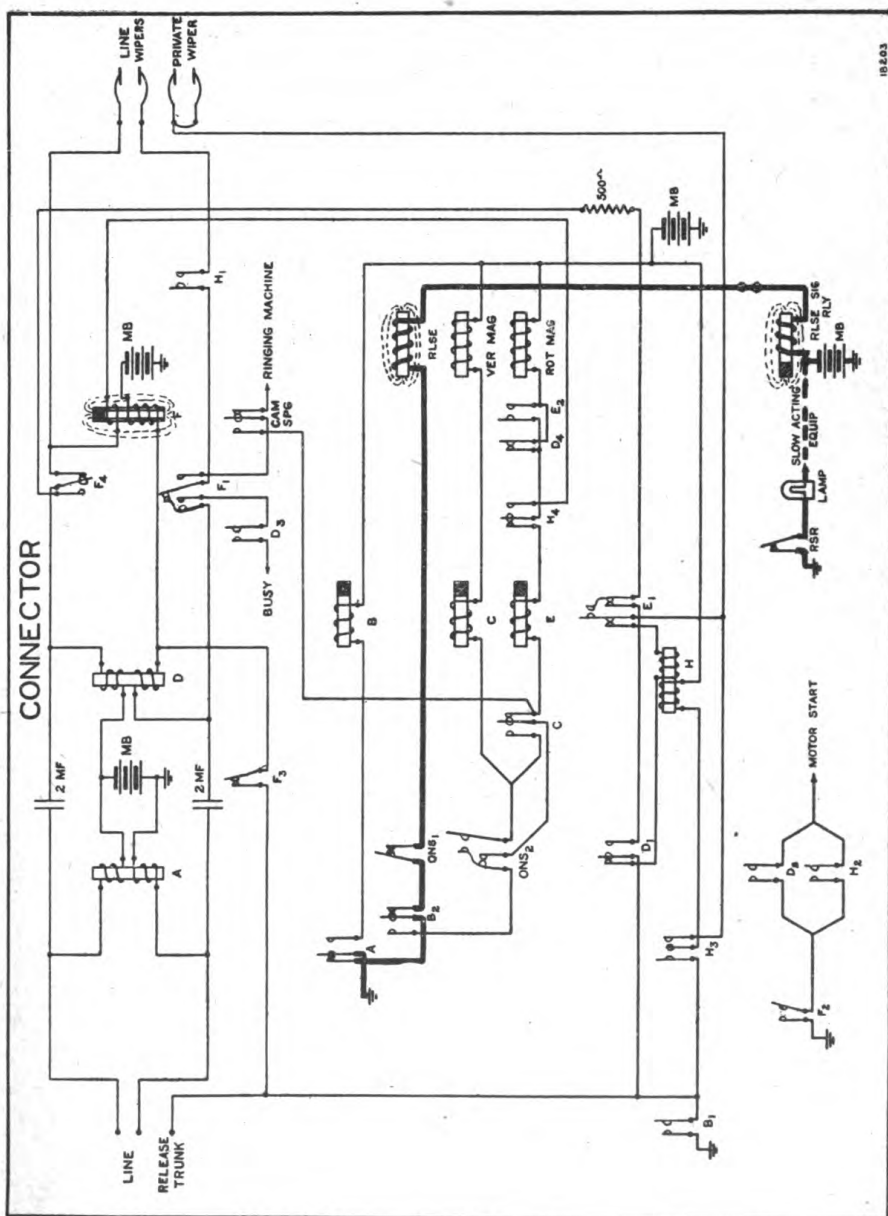 CONNECTOR
LINE
WIPERS
PRIVATE
WIPER
2 MF
2 MF
A
MB
D
F4
MB
F
H1
F1
D3
BUSY
CAM
SPG
RINGING MACHINE
F3
LINE
RELEASE
TRUNK
B
A
B2
ONS1
RLSE
C
VER MAG
ONS2
C
E
H4
D4
E2
ROT MAG
500Ω
MB
D1
E1
H
H3
B1
F2
D2
H2
MOTOR START
RSR
LAMP
SLOW ACTING
EQUIP
RLSE SIG
RLY
MB
18203